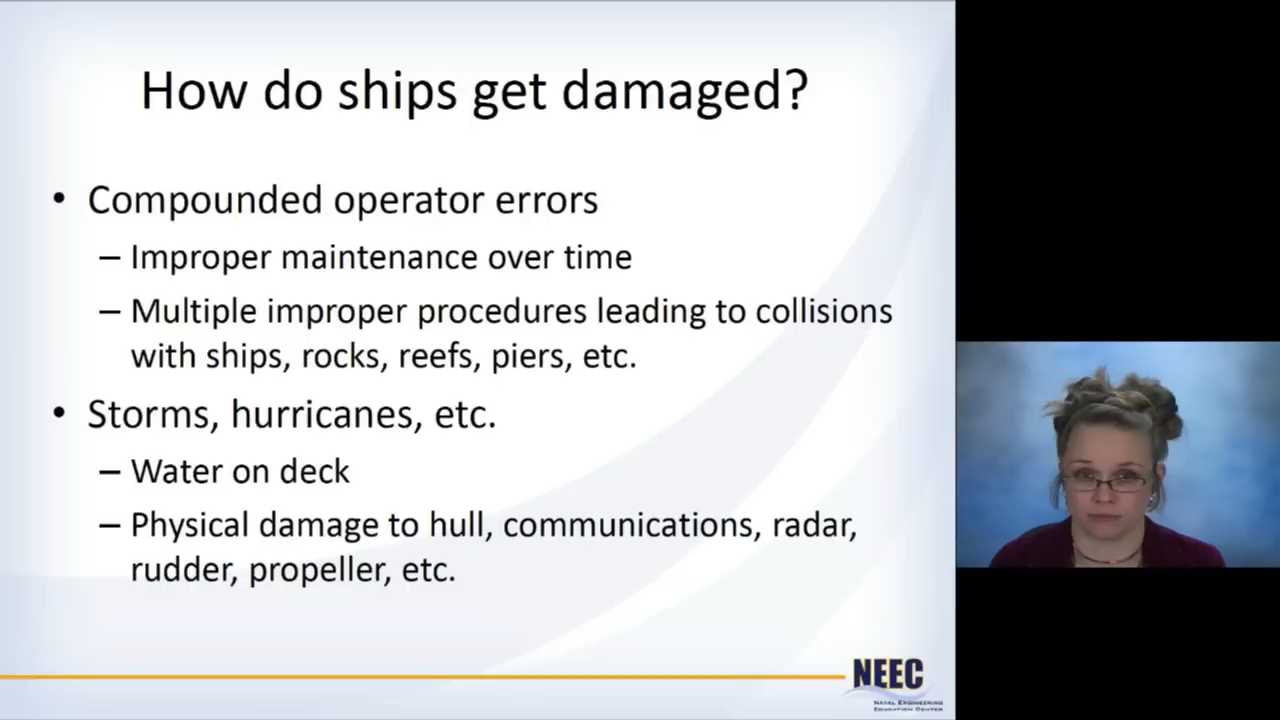 How do ships get damaged?
• Compounded operator errors
– Improper maintenance over time
– Multiple improper procedures leading to collisions
with ships, rocks, reefs, piers, etc.
• Storms, hurricanes, etc.
– Water on deck
– Physical damage to hull, communications, radar,
rudder, propeller, etc.
NEEC
Naval Engineering
Education Center